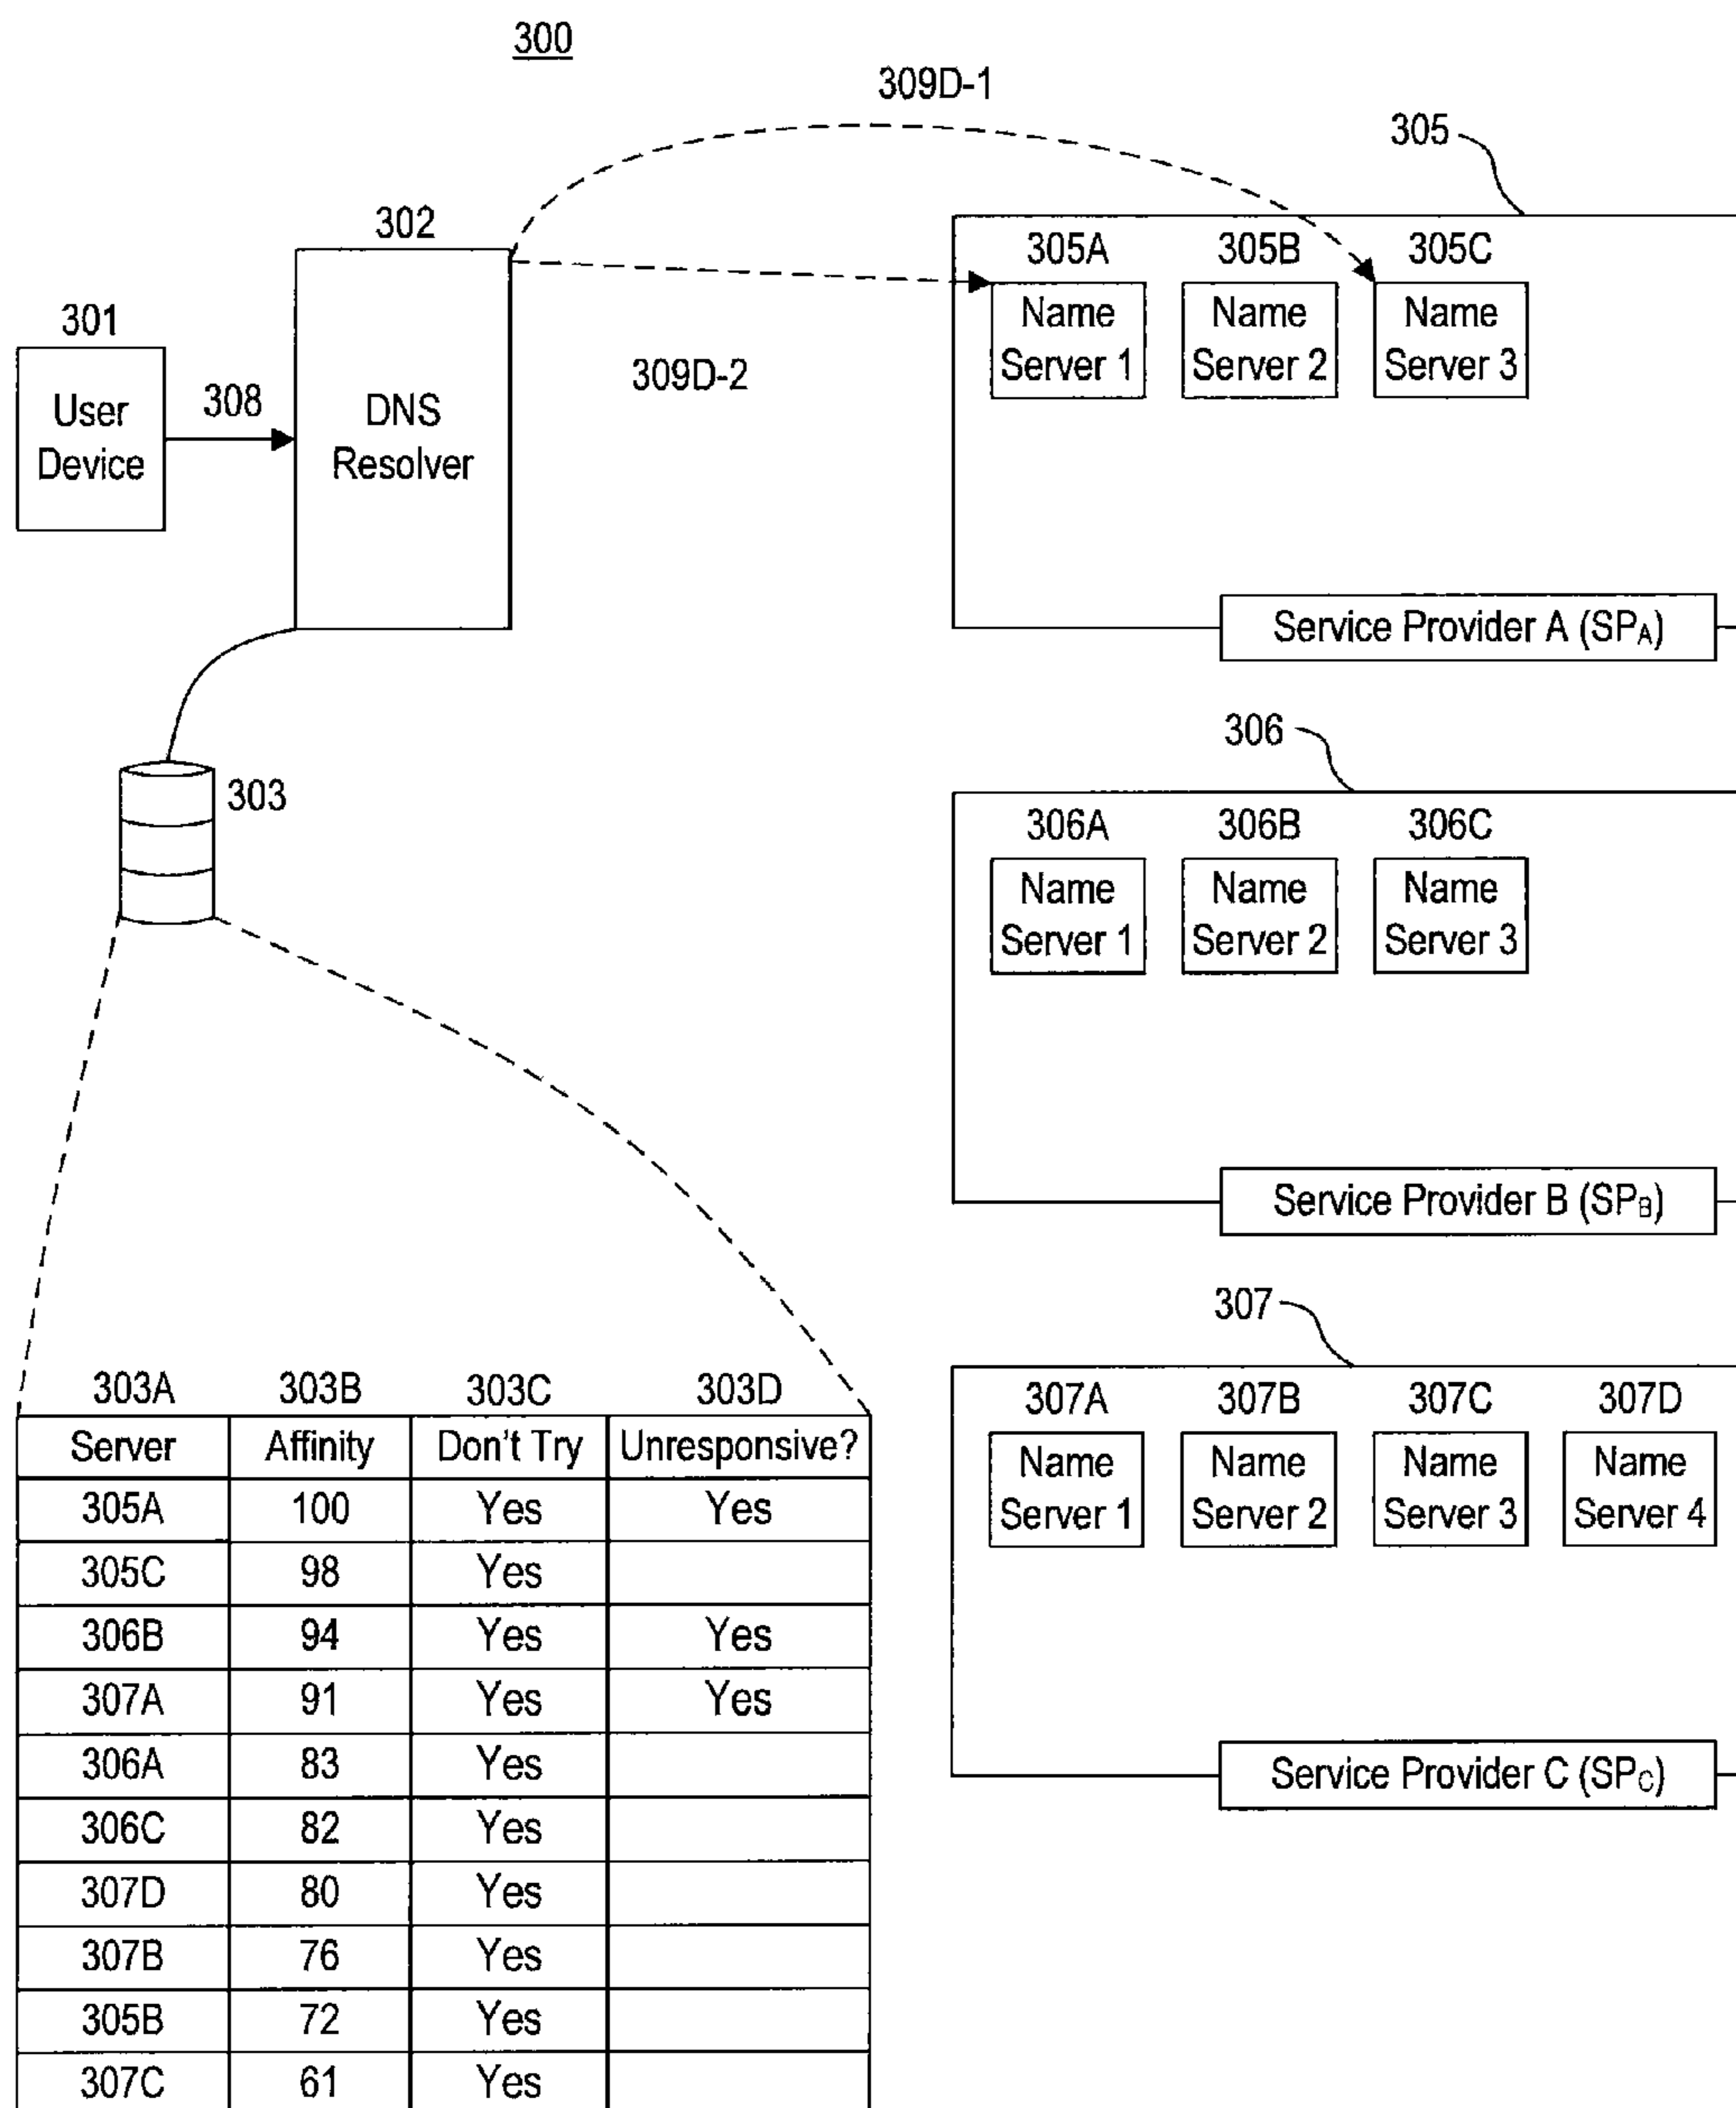 300
309D-1
305
302
305A 305B 305C
Name Server 1
Name Server 2
Name Server 3
301
User Device
308
DNS Resolver
309D-2
Service Provider A (SPA)
306
303
306A 306B 306C
Name Server 1
Name Server 2
Name Server 3
Service Provider B (SPB)
307
307A 307B 307C 307D
Name Server 1
Name Server 2
Name Server 3
Name Server 4
Service Provider C (SPC)
303A 303B 303C 303D
Server Affinity Don't Try Unresponsive?
305A 100 Yes Yes
305C 98 Yes
306B 94 Yes Yes
307A 91 Yes Yes
306A 83 Yes
306C 82 Yes
307D 80 Yes
307B 76 Yes
305B 72 Yes
307C 61 Yes